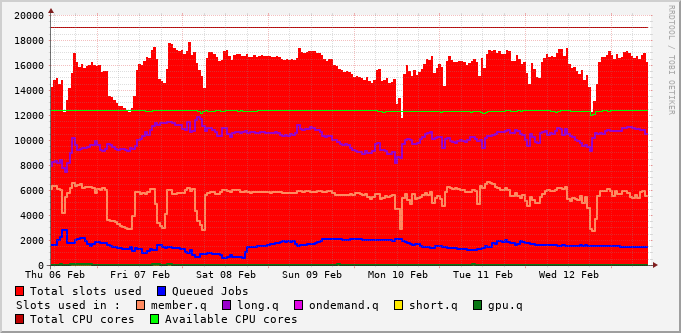 20000
18000
16000
14000
12000
10000
8000
6000
4000
2000
0
Thu 06 Feb Fri 07 Feb Sat 08 Feb Sun 09 Feb Mon 10 Feb Tue 11 Feb Wed 12 Feb
Total slots used Queued Jobs
Slots used in : member.q long.q ondemand.q short.q gpu.q
Total CPU cores Available CPU cores
RRDTOOL / TOBI OETIKER